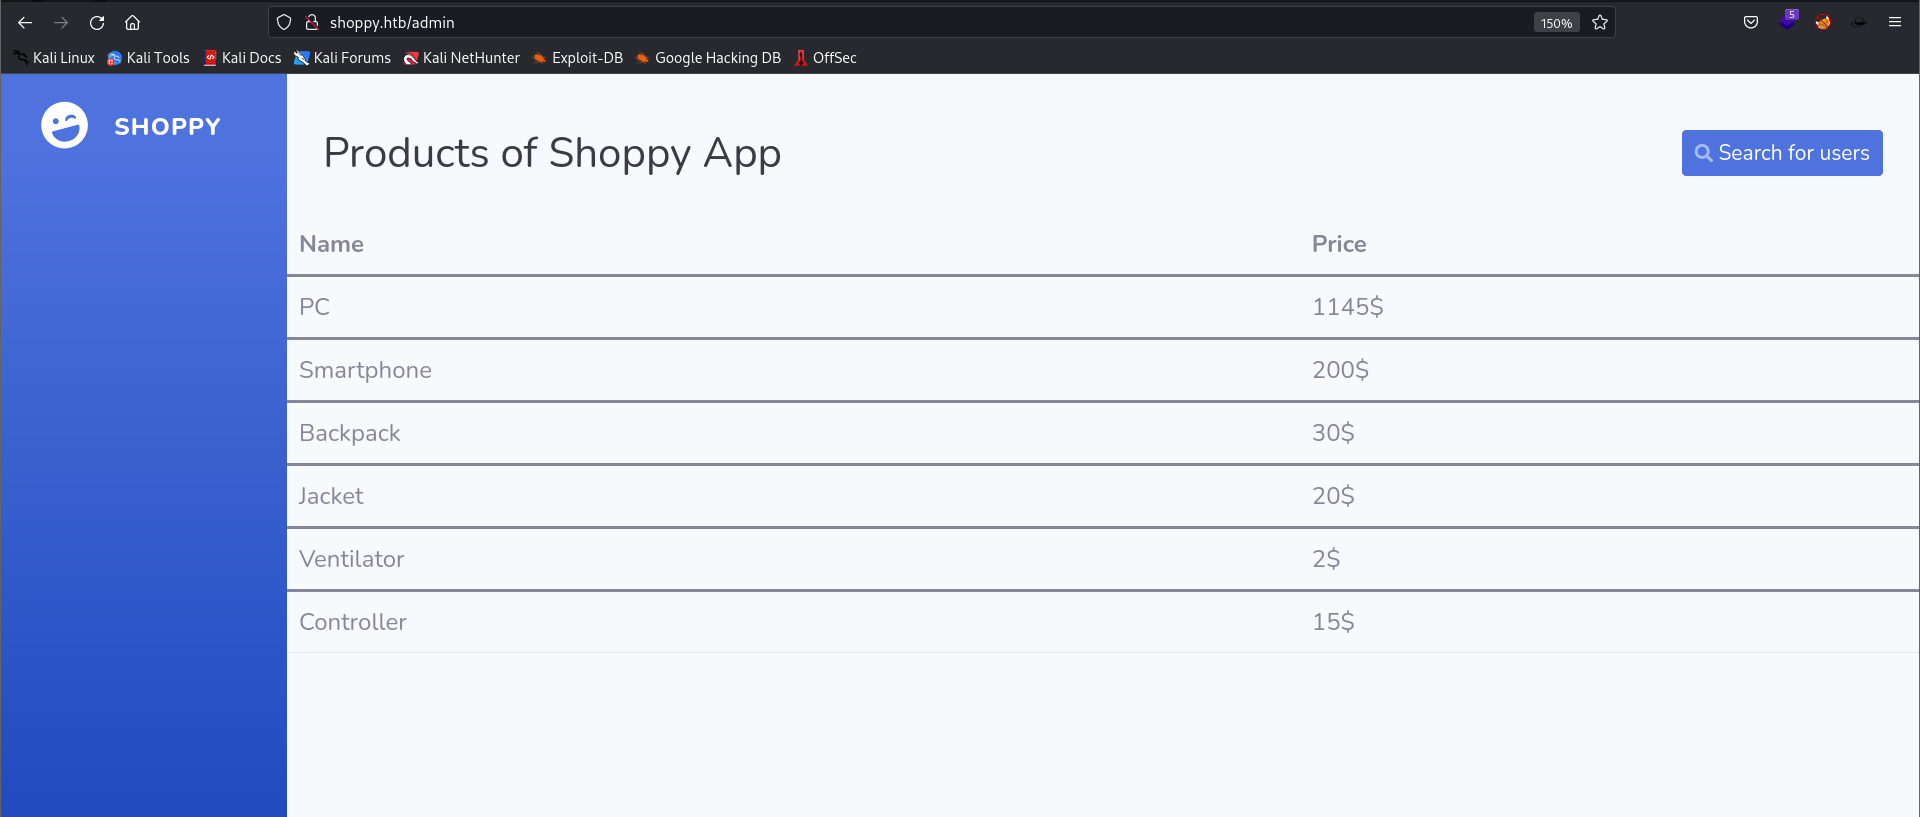 shoppy.htb/admin 150% 5
Kali Linux Kali Tools Kali Docs Kali Forums Kali NetHunter Exploit-DB Google Hacking DB OffSec
SHOPPY
Products of Shoppy App
Search for users
Name Price
PC 1145$
Smartphone 200$
Backpack 30$
Jacket 20$
Ventilator 2$
Controller 15$